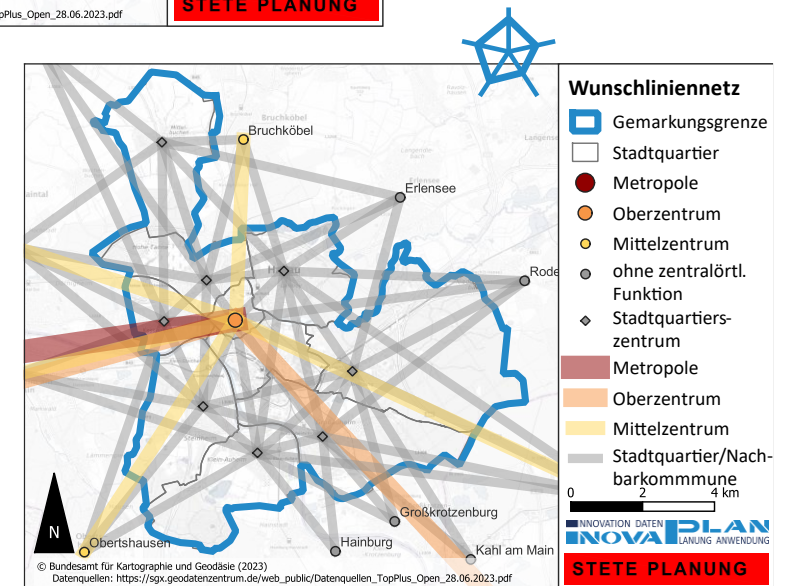 opPlus_Open_28.06.2023.pdf
STETE PLANUNG
Wunschliniennetz
Gemarkungsgrenze
Stadtquartier
Metropole
Oberzentrum
Mittelzentrum
ohne zentralörtl.
Funktion
Stadtquartiers-
zentrum
Metropole
Oberzentrum
Mittelzentrum
Stadtquartier/Nach-
barkommmune
0 2 4 km
INNOVATION DATEN PLAN
INOVA LANUNG ANWENDUNG
STETE PLANUNG
Bruchköbel
Bruchköbel
Erlensee
Erlensee
Rode
Großkrotzenburg
Hainburg
Kahl am Main
Obertshausen
N
© Bundesamt für Kartographie und Geodäsie (2023)
Datenquellen: https://sgx.geodatenzentrum.de/web_public/Datenquellen_TopPlus_Open_28.06.2023.pdf